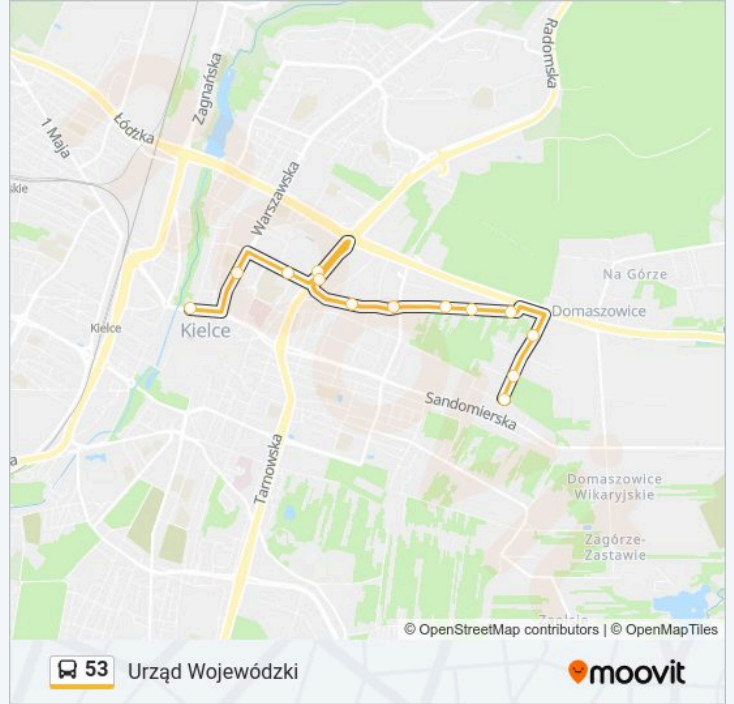 Radomska
Zagnańska
Łódzka
1 Maja
skie
Warszawska
Na Górze
Domaszowice
Kielce
Kielce
Sandomierska
a
Tarnowska
Domaszowice
Wikaryjskie
Zagórze-
Zastawie
© OpenStreetMap contributors | © OpenMapTiles
53 Urząd Wojewódzki
moovit